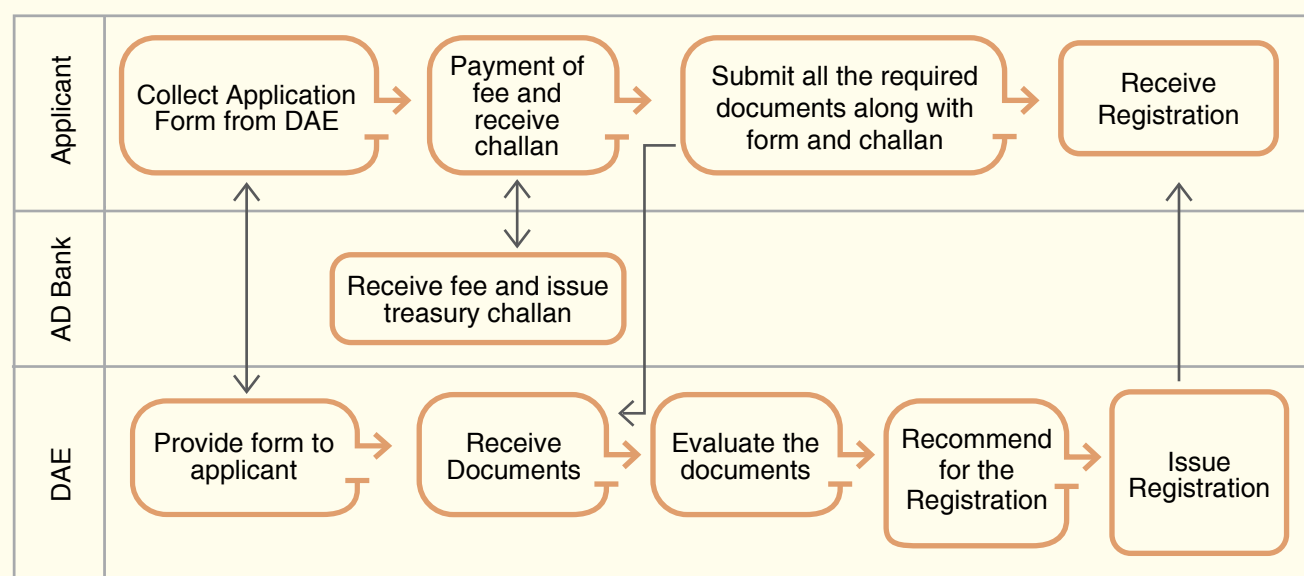 Applicant
Collect Application
Form from DAE
Payment of
fee and
receive
challan
Submit all the required
documents along with
form and challan
Receive
Registration
AD Bank
Receive fee and issue
treasury challan
DAE
Provide form to
applicant
Receive
Documents
Evaluate the
documents
Recommend
for the
Registration
Issue
Registration